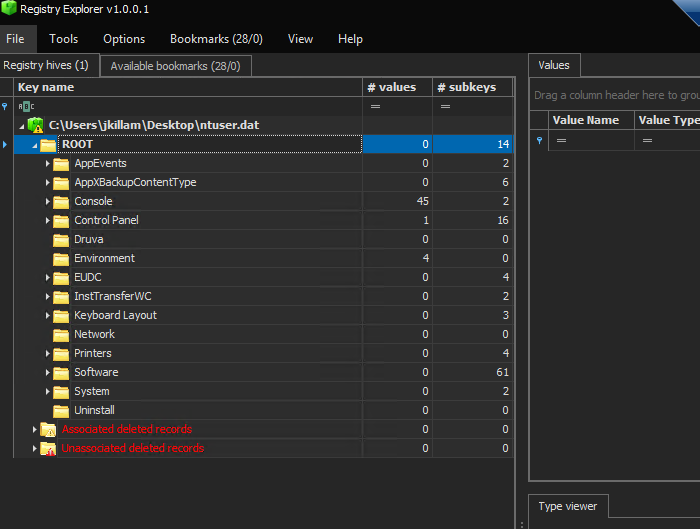 Registry Explorer v1.0.0.1
File Tools Options Bookmarks (28/0) View Help
Registry hives (1) Available bookmarks (28/0)
Key name # values # subkeys
= =
C:\Users\jkillam\Desktop\ntuser.dat
ROOT 0 14
AppEvents 0 2
AppXBackupContentType 0 6
Console 45 2
Control Panel 1 16
Druva 0 0
Environment 4 0
EUDC 0 4
InstTransferWC 0 2
Keyboard Layout 0 3
Network 0 0
Printers 0 4
Software 0 61
System 0 2
Uninstall 0 0
Associated deleted records 0 0
Unassociated deleted records 0 0
Values
Drag a column header here to grou
Value Name Value Type
= =
Type viewer